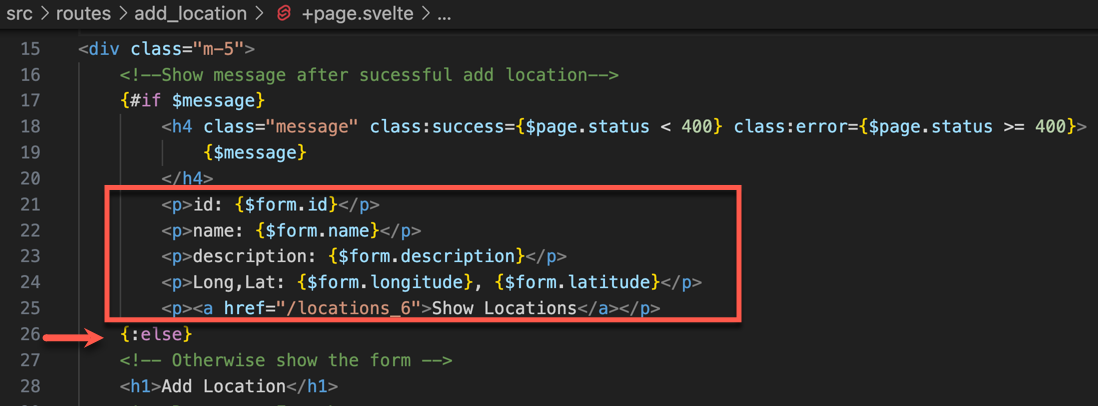 src > routes > add_location > +page.svelte > ...
15 <div class="m-5">
16 <!--Show message after sucessful add location-->
17 {#if $message}
18 <h4 class="message" class:success={$page.status < 400} class:error={$page.status >= 400}>
19 {$message}
20 </h4>
21 <p>id: {$form.id}</p>
22 <p>name: {$form.name}</p>
23 <p>description: {$form.description}</p>
24 <p>Long,Lat: {$form.longitude}, {$form.latitude}</p>
25 <p><a href="/locations_6">Show Locations</a></p>
26 {:else}
27 <!-- Otherwise show the form -->
28 <h1>Add Location</h1>